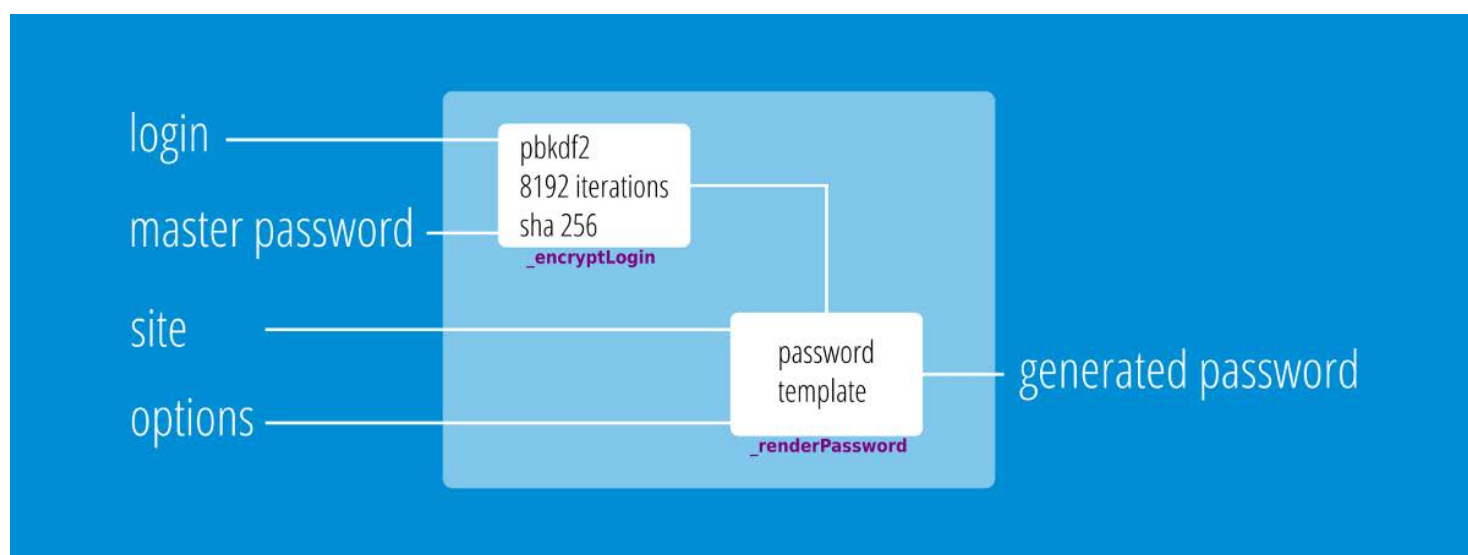 login
master password
site
options
pbkdf2
8192 iterations
sha 256
_encryptLogin
password
template
_renderPassword
generated password